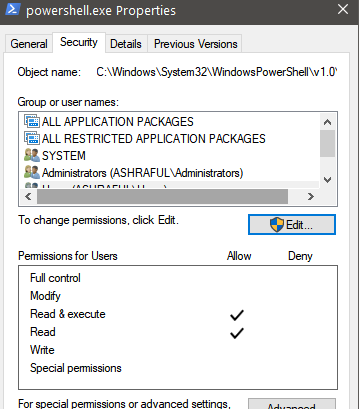 powershell.exe Properties
General Security Details Previous Versions
Object name: C:\Windows\System32\WindowsPowerShell\v1.0\
Group or user names:
ALL APPLICATION PACKAGES
ALL RESTRICTED APPLICATION PACKAGES
SYSTEM
Administrators (ASHRAFUL\Administrators)
To change permissions, click Edit.
Edit...
Permissions for Users Allow Deny
Full control
Modify
Read & execute
Read
Write
Special permissions
For special permissions or advanced settings,
Advanced